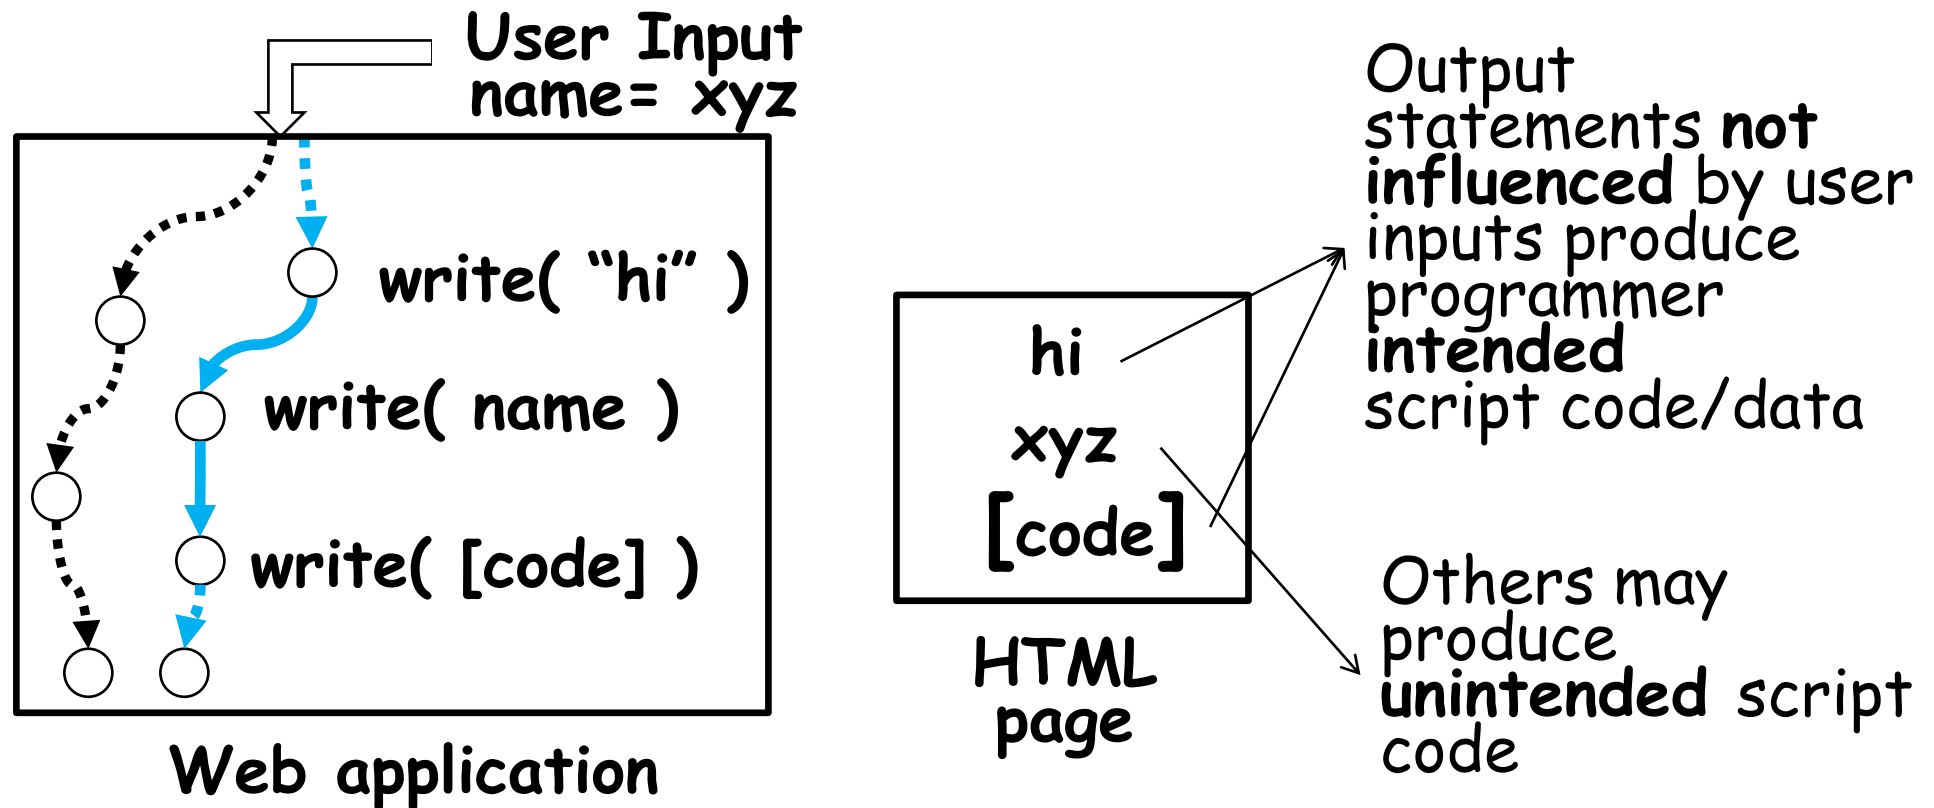 User Input
name= xyz
write( “hi” )
write( name )
write( [code] )
Web application
hi
xyz
[code]
HTML
page
Output
statements not
influenced by user
inputs produce
programmer
intended
script code/data
Others may
produce
unintended script
code